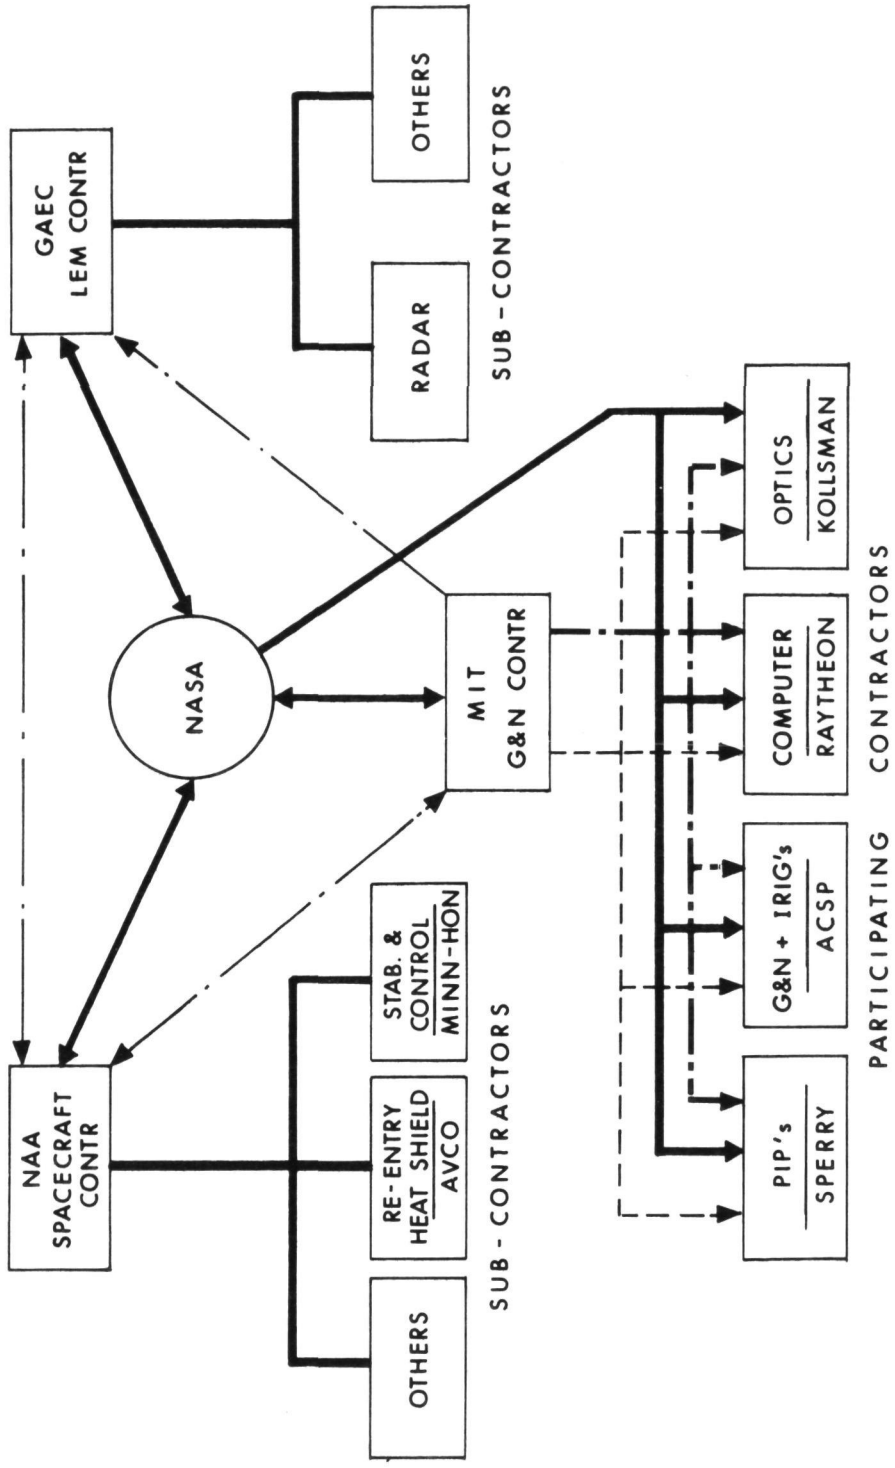 NAA
SPACECRAFT
CONTR
NASA
GAEC
LEM CONTR
OTHERS
RE-ENTRY
HEAT SHIELD
AVCO
STAB. &
CONTROL
MINN-HON
SUB-CONTRACTORS
MIT
G&N CONTR
RADAR
OTHERS
SUB-CONTRACTORS
PIP's
SPERRY
G&N + IRIG's
ACSP
COMPUTER
RAYTHEON
OPTICS
KOLLSMAN
PARTICIPATING CONTRACTORS